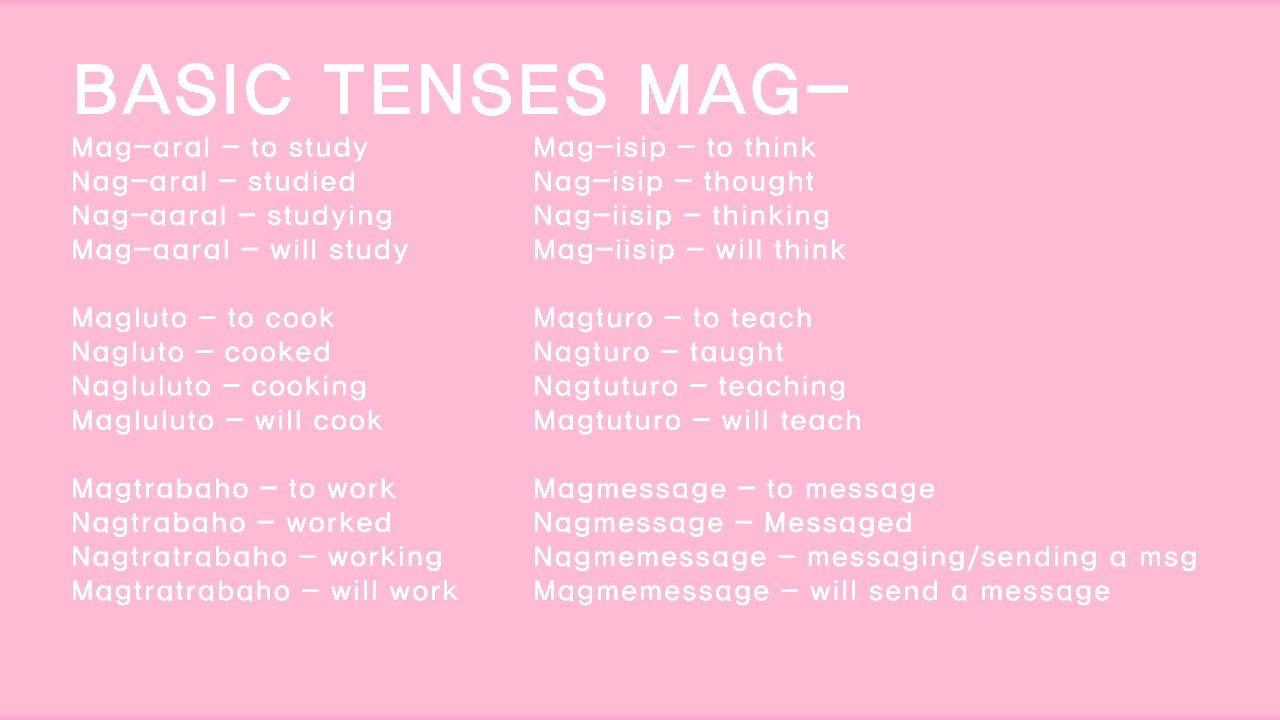 BASIC TENSES MAG–
Mag–aral – to study
Nag–aral – studied
Nag–aaral – studying
Mag–aaral – will study
Magluto – to cook
Nagluto – cooked
Nagluluto – cooking
Magluluto – will cook
Magtrabaho – to work
Nagtrabaho – worked
Nagtratrabaho – working
Magtratrabaho – will work
Mag–isip – to think
Nag–isip – thought
Nag–iisip – thinking
Mag–iisip – will think
Magturo – to teach
Nagturo – taught
Nagtuturo – teaching
Magtuturo – will teach
Magmessage – to message
Nagmessage – Messaged
Nagmemessage – messaging/sending a msg
Magmemessage – will send a message